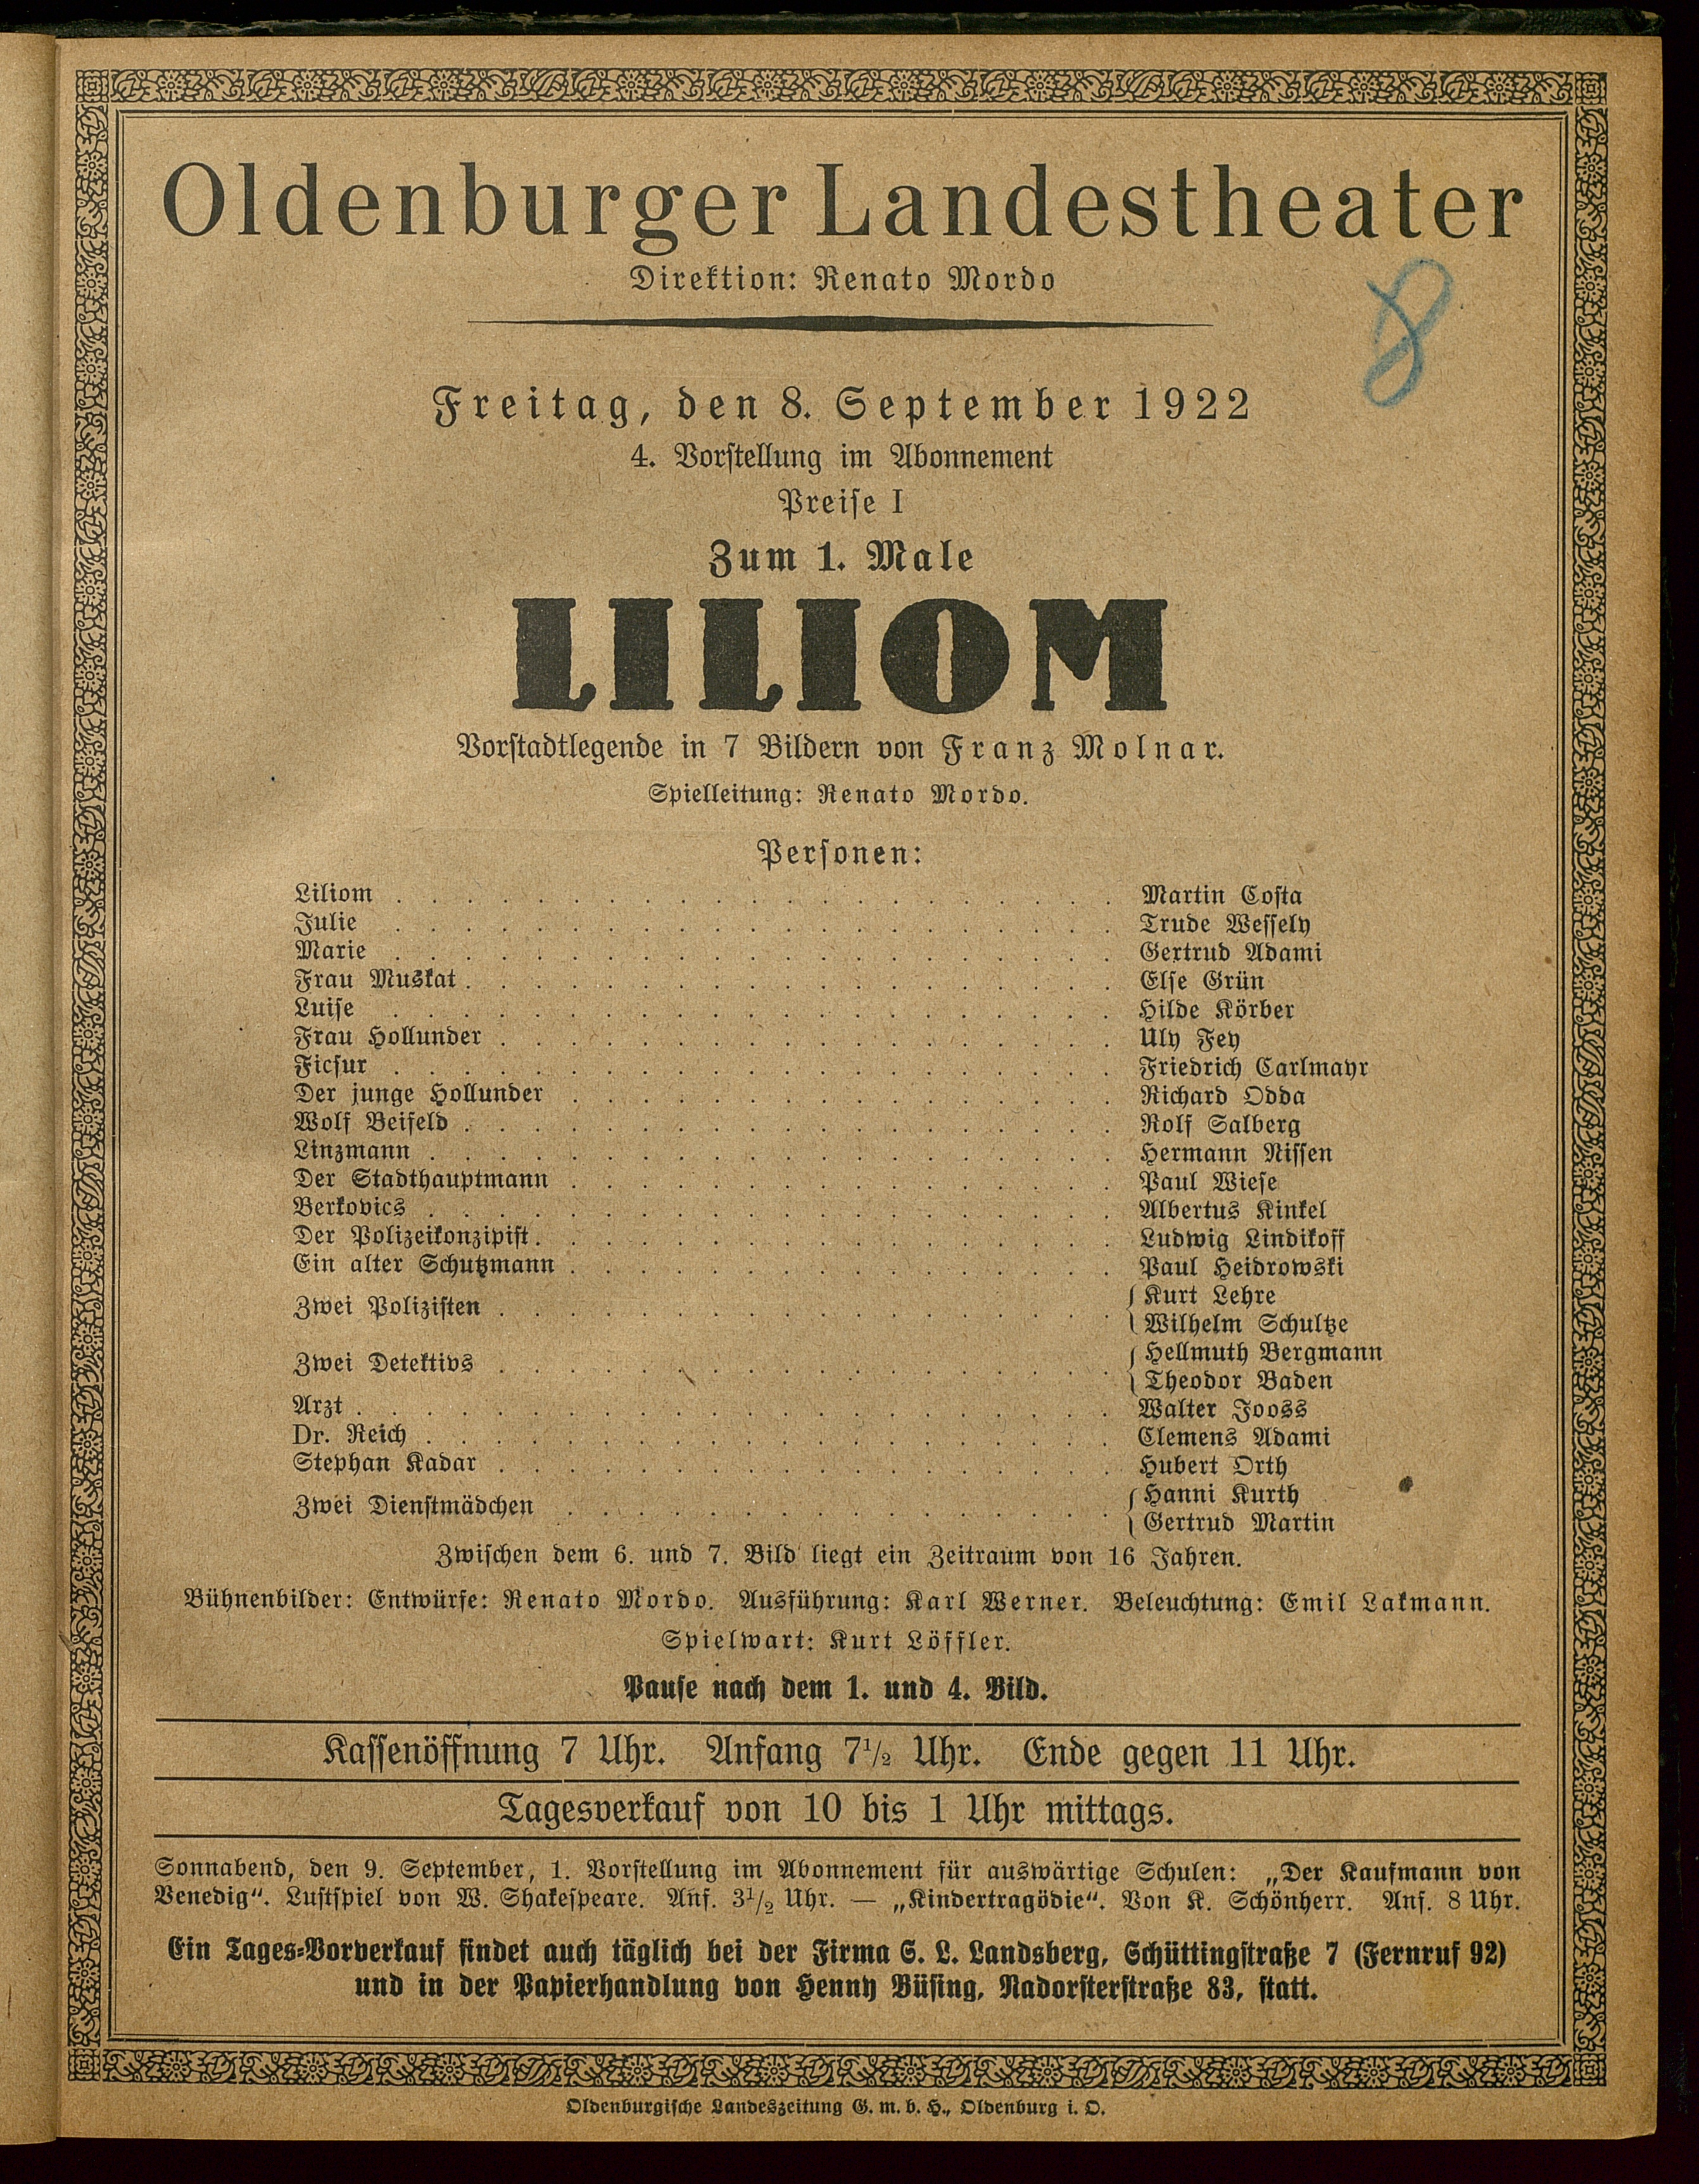 Oldenburger Landestheater
Direktion: Renato Mordo
8
Freitag, den 8. September 1922
4. Vorstellung im Abonnement
Preise I
Zum 1. Male
LILIOM
Vorstadtlegende in 7 Bildern von Franz Molnar.
Spielleitung: Renato Mordo.
Personen:
Liliom . . . . . Martin Costa
Julie . . . . . Trude Wessely
Marie . . . . . Gertrud Adami
Frau Muskat . . . . . Else Grün
Luise . . . . . Hilde Körber
Frau Hollunder . . . . . Uly Fey
Ficsur . . . . . Friedrich Carlmayr
Der junge Hollunder . . . . . Richard Odda
Wolf Beifeld . . . . . Rolf Salberg
Linzmann . . . . . Hermann Nissen
Der Stadthauptmann . . . . . Paul Wiese
Berkovics . . . . . Albertus Kinkel
Der Polizeikonzipist . . . . . Ludwig Lindikoff
Ein alter Schutzmann . . . . . Paul Heidrowski
Zwei Polizisten . . . . . { Kurt Lehre
Wilhelm Schultze
Zwei Detektivs . . . . . { Hellmuth Bergmann
Theodor Baden
Arzt . . . . . Walter Jooss
Dr. Reich . . . . . Clemens Adami
Stephan Kadar . . . . . Hubert Orth
Zwei Dienstmädchen . . . . . { Hanni Kurth
Gertrud Martin
Zwischen dem 6. und 7. Bild liegt ein Zeitraum von 16 Jahren.
Bühnenbilder: Entwürfe: Renato Mordo. Ausführung: Karl Werner. Beleuchtung: Emil Lakmann.
Spielwart: Kurt Löffler.
Pause nach dem 1. und 4. Bild.
Kassenöffnung 7 Uhr. Anfang 7½ Uhr. Ende gegen 11 Uhr.
Tagesverkauf von 10 bis 1 Uhr mittags.
Sonnabend, den 9. September, 1. Vorstellung im Abonnement für auswärtige Schulen: „Der Kaufmann von
Venedig“. Lustspiel von W. Shakespeare. Anf. 3½ Uhr. — „Kindertragödie“. Von K. Schönherr. Anf. 8 Uhr.
Ein Tages-Vorverkauf findet auch täglich bei der Firma S. L. Landsberg, Schüttingstraße 7 (Fernruf 92)
und in der Papierhandlung von Henny Büsing, Nadorsterstraße 83, statt.
Oldenburgische Landeszeitung G. m. b. H., Oldenburg i. O.